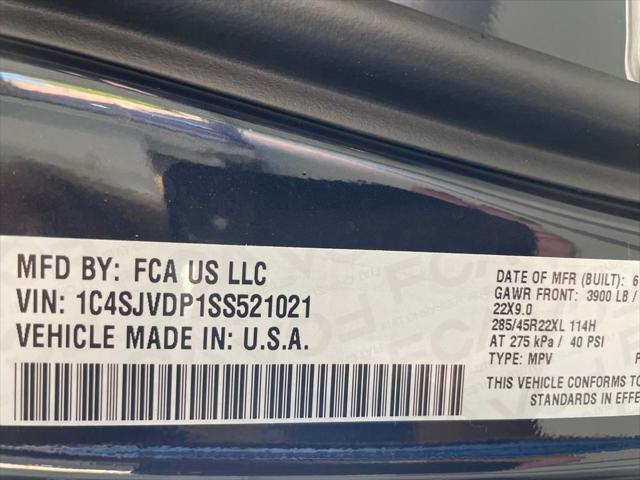 MFD BY: FCA US LLC
VIN: 1C4SJVDP1SS521021
VEHICLE MADE IN: U.S.A.
DATE OF MFR (BUILT): 6
GAWR FRONT: 3900 LB /
22X9.0
285/45R22XL 114H
AT 275 kPa / 40 PSI
TYPE: MPV
THIS VEHICLE CONFORMS TO
STANDARDS IN EFFE